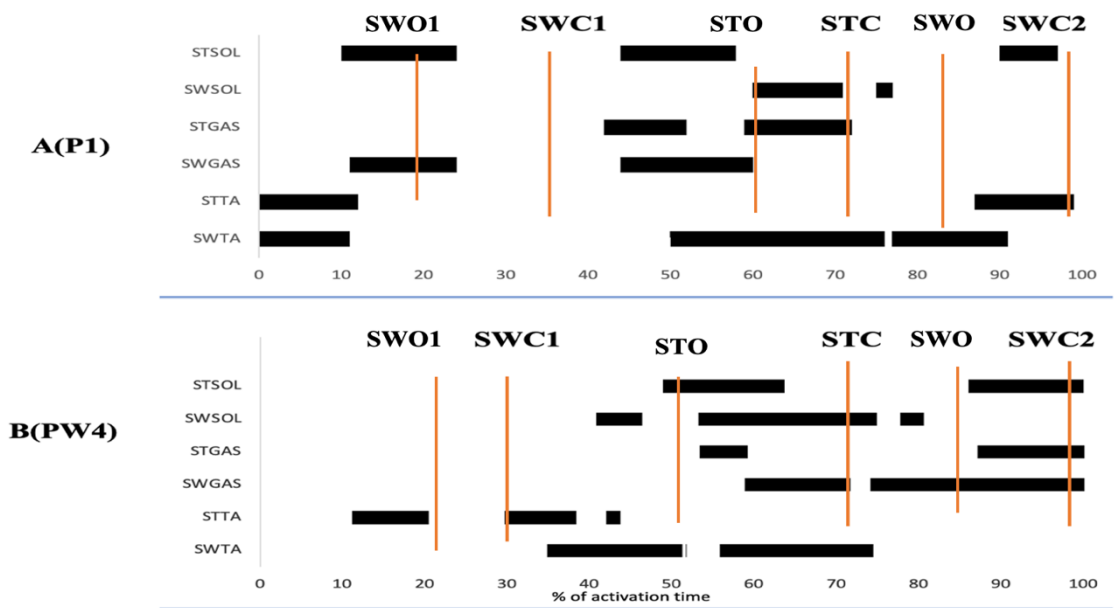 SWO1 SWC1 STO STC SWO SWC2
STSOL
SWSOL
STGAS
A(P1)
SWGAS
STTA
SWTA
0 10 20 30 40 50 60 70 80 90 100
SWO1 SWC1 STO STC SWO SWC2
STSOL
SWSOL
B(PW4)
STGAS
SWGAS
STTA
SWTA
0 10 20 30 40 50 60 70 80 90 100
% of activation time